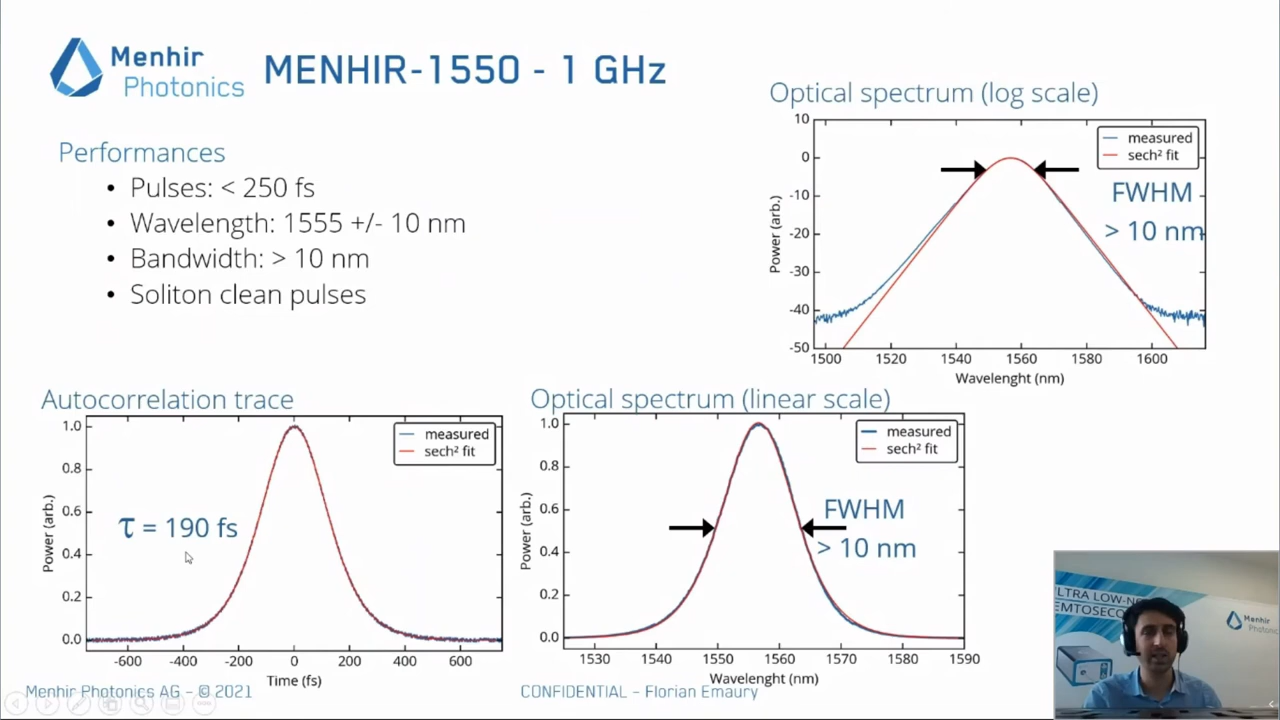 Menhir
Photonics
MENHIR-1550 - 1 GHz
Performances
• Pulses: < 250 fs
• Wavelength: 1555 +/- 10 nm
• Bandwidth: > 10 nm
• Soliton clean pulses
Optical spectrum (log scale)
10
0
-10
-20
-30
-40
-50
Power (arb.)
measured
sech² fit
FWHM
> 10 nm
1500 1520 1540 1560 1580 1600
Wavelenght (nm)
Autocorrelation trace
1.0
0.8
0.6
0.4
0.2
0.0
Power (arb.)
measured
sech² fit
τ = 190 fs
-600 -400 -200 0 200 400 600
Time (fs)
Optical spectrum (linear scale)
1.0
0.8
0.6
0.4
0.2
0.0
Power (arb.)
measured
sech² fit
FWHM
> 10 nm
1530 1540 1550 1560 1570 1580 1590
Wavelenght (nm)
Menhir Photonics AG – © 2021
CONFIDENTIAL – Florian Emaury
LTRA LOW-N
EMTOSECO
Menhir
Photonic